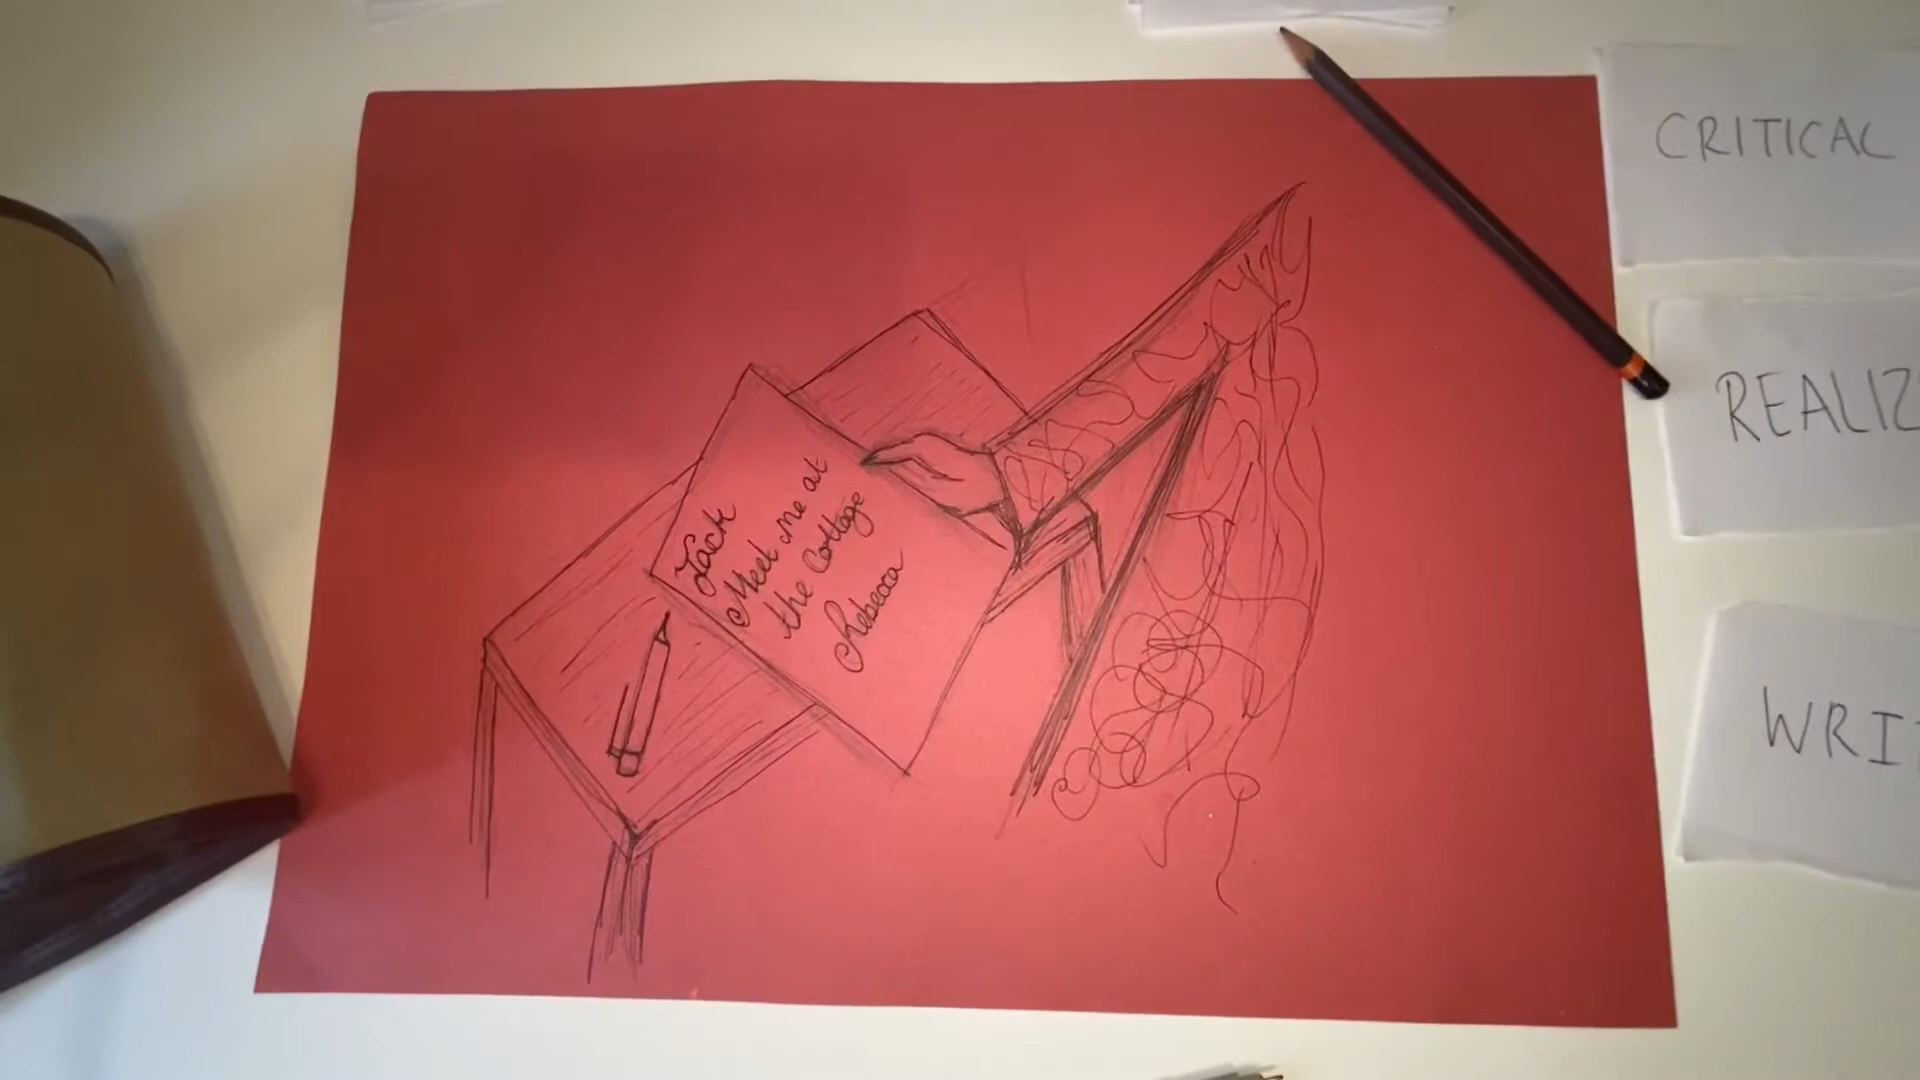 Jack
Meet me at
the Cottage
Rebecca
CRITICAL
REALIZ
WRI